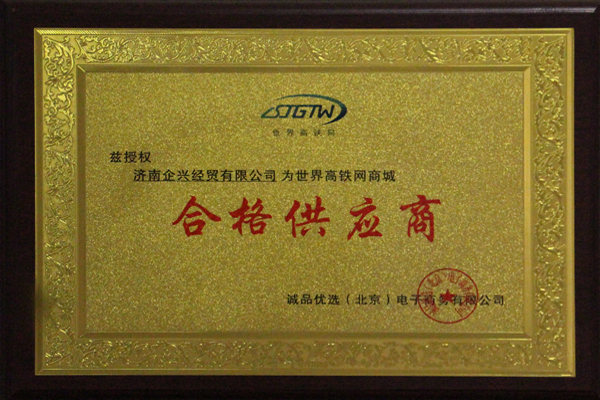 SJGTW
世界高铁网
兹授权
济南企兴经贸有限公司 为世界高铁网商城
合格供应商
诚品优选（北京）电子商务有限公司